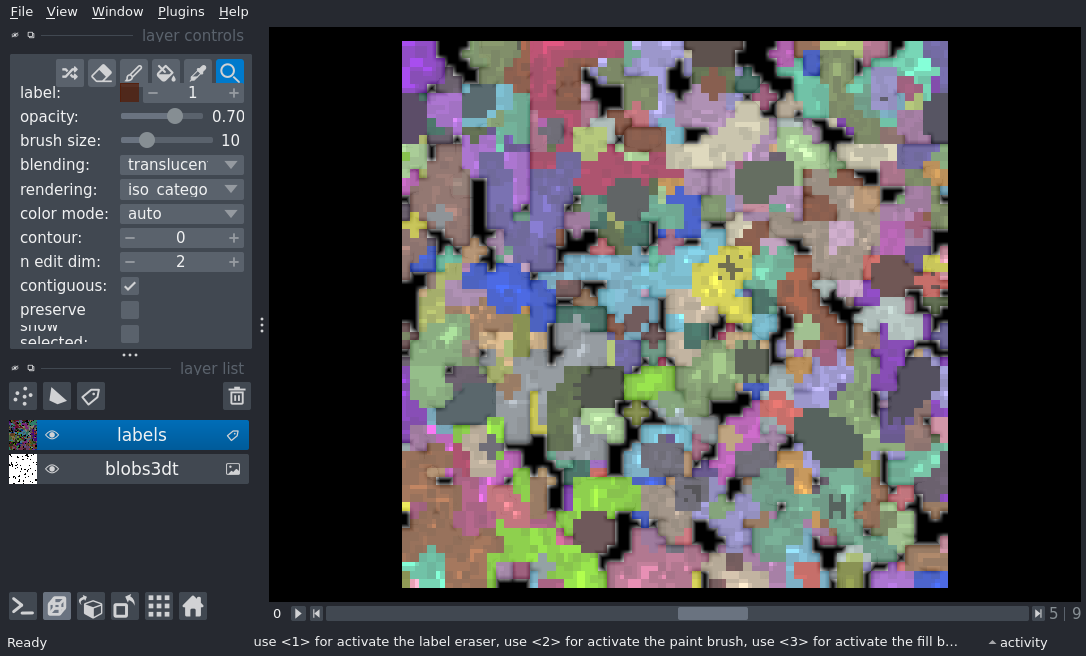 File View Window Plugins Help
layer controls
label: 1
opacity: 0.70
brush size: 10
blending: translucen
rendering: iso_catego
color mode: auto
contour: 0
n edit dim: 2
contiguous:
preserve
show
selected:
layer list
labels
blobs3dt
0 5 | 9
Ready use <1> for activate the label eraser, use <2> for activate the paint brush, use <3> for activate the fill b... activity